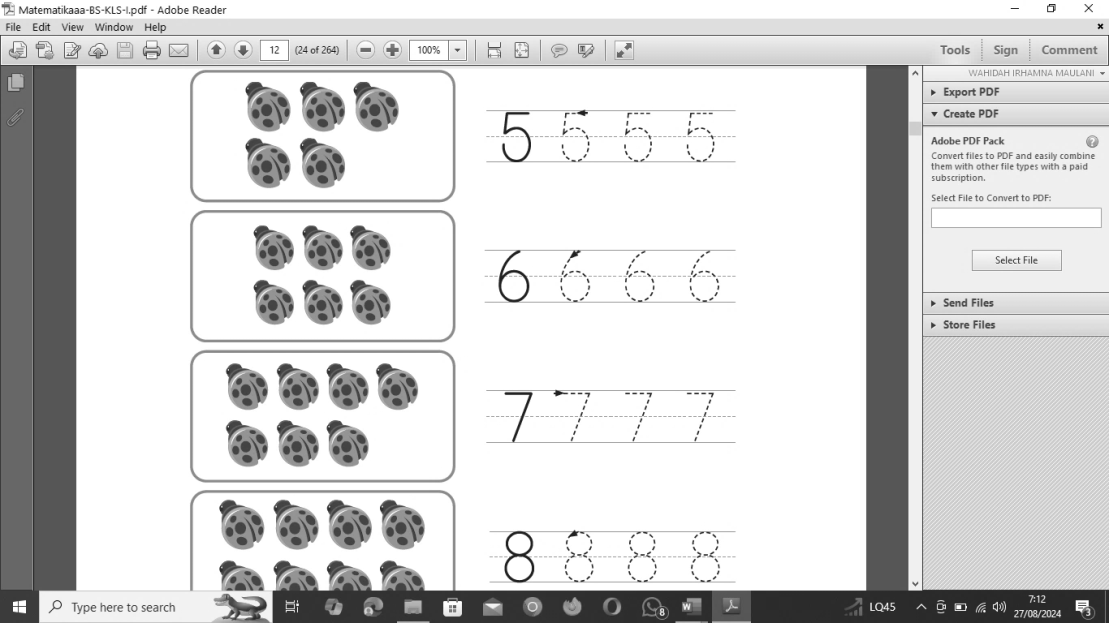 Matematikaaa-BS-KLS-I.pdf - Adobe Reader
File Edit View Window Help
12 (24 of 264) 100% Tools Sign Comment
WAHIDAH IRHAMNA MAULANI
Export PDF
Create PDF
Adobe PDF Pack
Convert files to PDF and easily combine
them with other file types with a paid
subscription.
Select File to Convert to PDF:
Select File
Send Files
Store Files
5 5 5 5
6 6 6 6
7 7 7 7
8 8 8 8
Type here to search
8
LQ45
7:12
27/08/2024
3